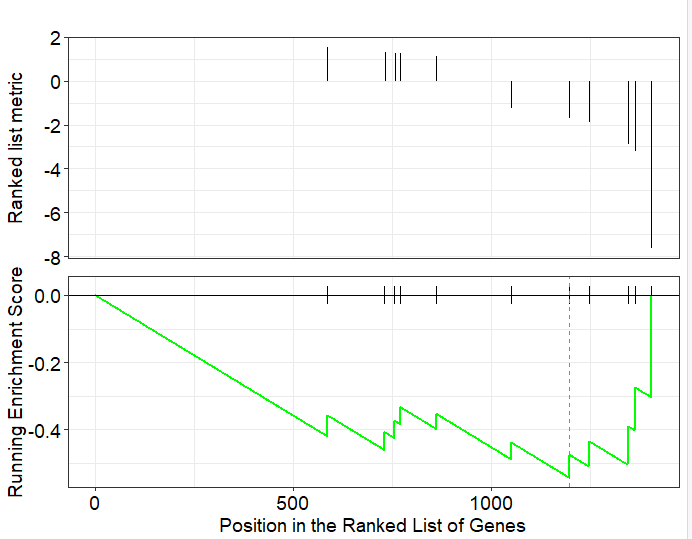 Ranked list metric
2
0
-2
-4
-6
-8
Running Enrichment Score
0.0
-0.2
-0.4
0 500 1000
Position in the Ranked List of Genes